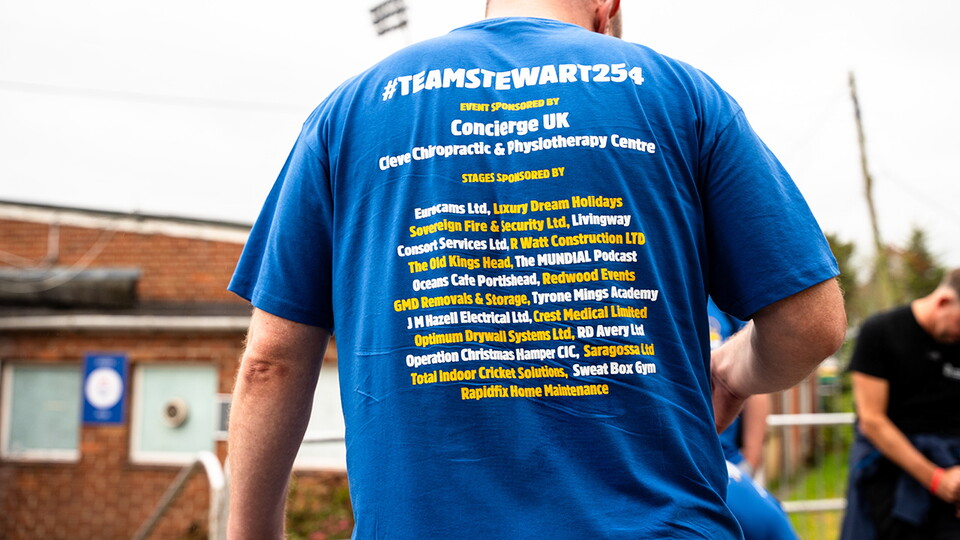 #TEAMSTEWART254
EVENT SPONSORED BY
Concierge UK
Cleve Chiropractic & Physiotherapy Centre
STAGES SPONSORED BY
Eurocams Ltd, Luxury Dream Holidays
Sovereign Fire & Security Ltd, Livingway
Consort Services Ltd, R Watt Construction LTD
The Old Kings Head, The MUNDIAL Podcast
Oceans Cafe Portishead, Redwood Events
GMD Removals & Storage, Tyrone Mings Academy
J M Hazell Electrical Ltd, Crest Medical Limited
Optimum Drywall Systems Ltd, RD Avery Ltd
Operation Christmas Hamper CIC, Saragossa Ltd
Total Indoor Cricket Solutions, Sweat Box Gym
Rapidfix Home Maintenance